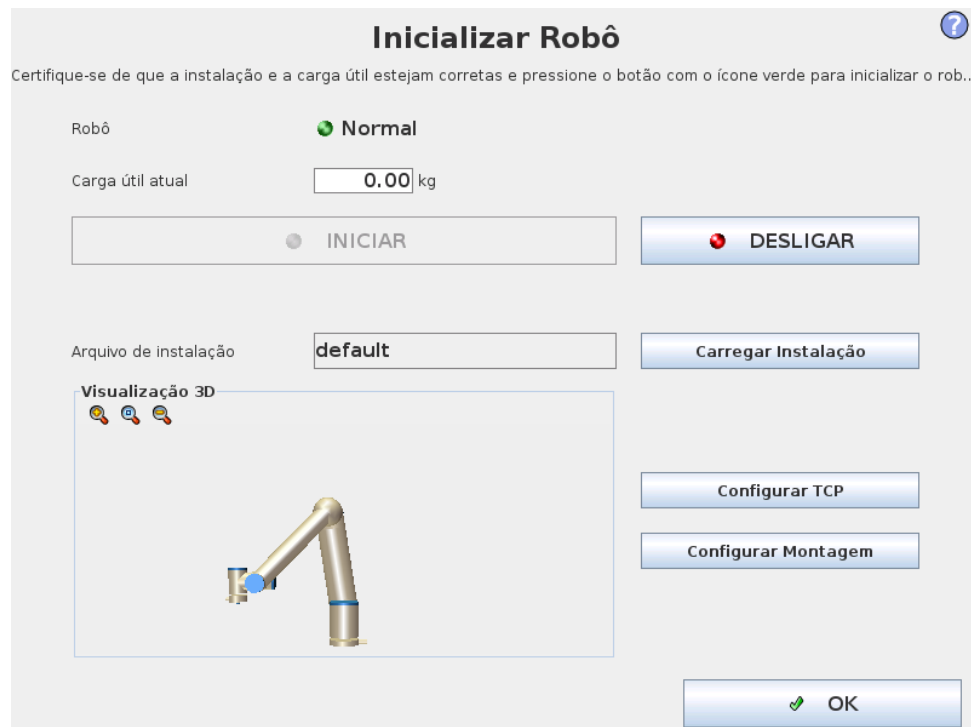 Inicializar Robô
Certifique-se de que a instalação e a carga útil estejam corretas e pressione o botão com o ícone verde para inicializar o rob..
Robô
Normal
Carga útil atual
0.00 kg
INICIAR
DESLIGAR
Arquivo de instalação
default
Carregar Instalação
Visualização 3D
Configurar TCP
Configurar Montagem
OK